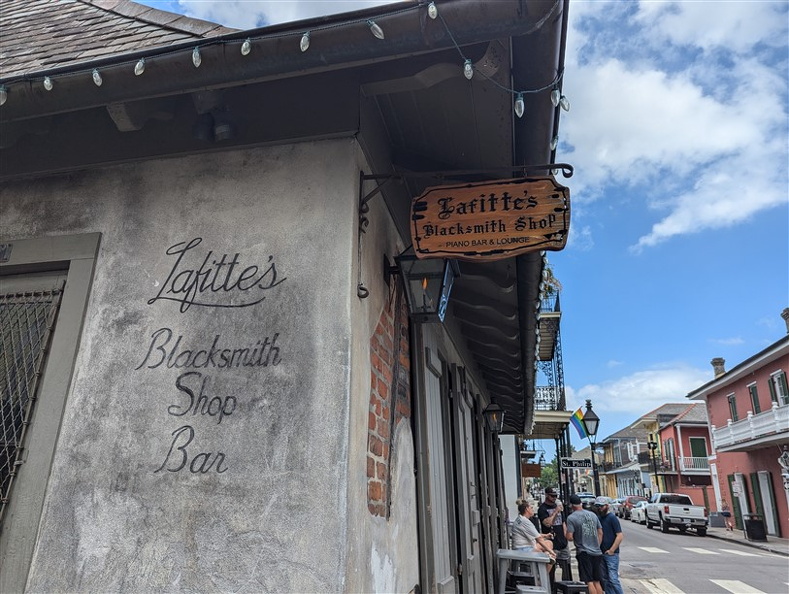 Lafitte's
Blacksmith
Shop
Bar
Lafitte's
Blacksmith Shop
PIANO BAR & LOUNGE
St. Philip